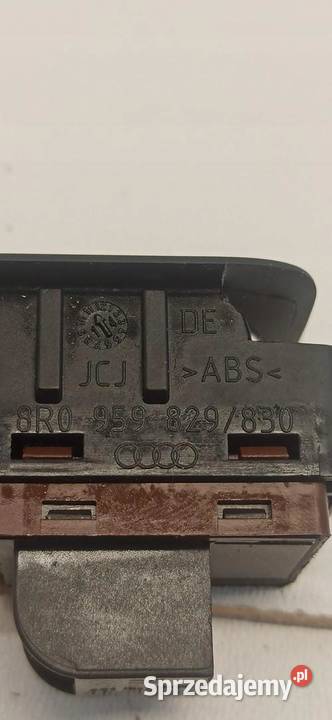 DE
JCJ >ABS<
8R0 959 829/830
Sprzedajemy.pl